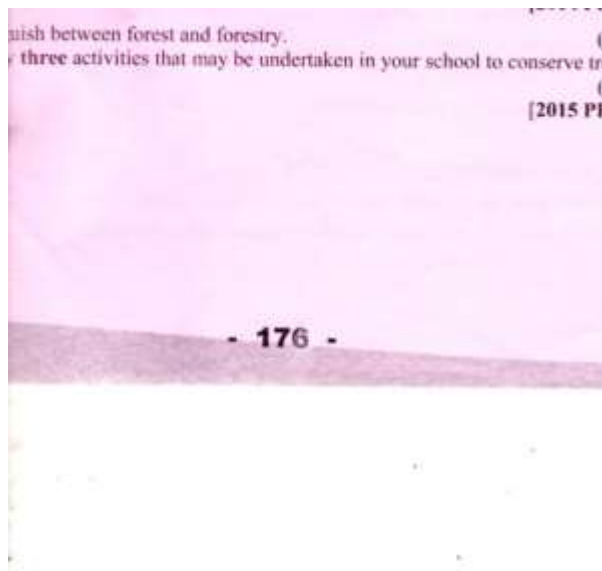 uish between forest and forestry. (
three activities that may be undertaken in your school to conserve tr
(
[2015 P
- 176 -